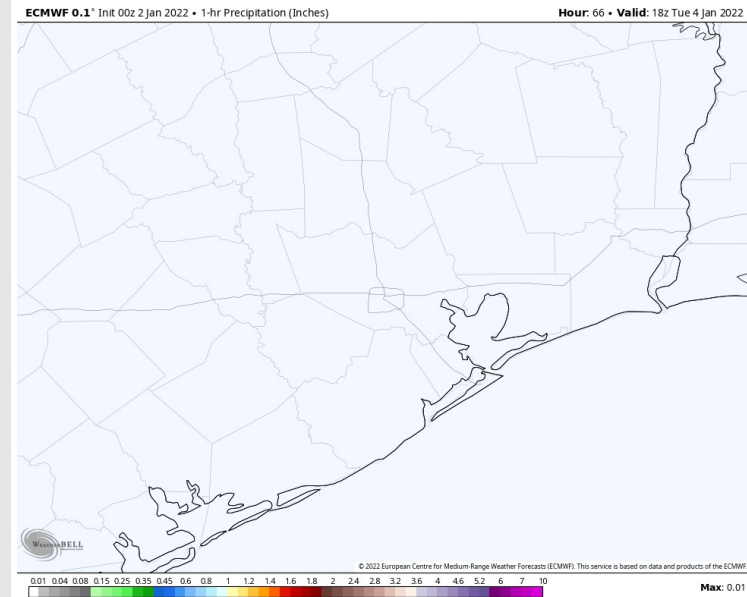 ECMWF 0.1° Init 00z 2 Jan 2022 • 1-hr Precipitation (Inches)
Hour: 66 • Valid: 18z Tue 4 Jan 2022
WeatherBELL
© 2022 European Centre for Medium-Range Weather Forecasts (ECMWF). This service is based on data and products of the ECMWF
0.01 0.04 0.08 0.15 0.25 0.35 0.45 0.6 0.8 1 1.2 1.4 1.6 1.8 2 2.4 2.8 3.2 3.6 4 4.6 5.2 6 7 10
Max: 0.01